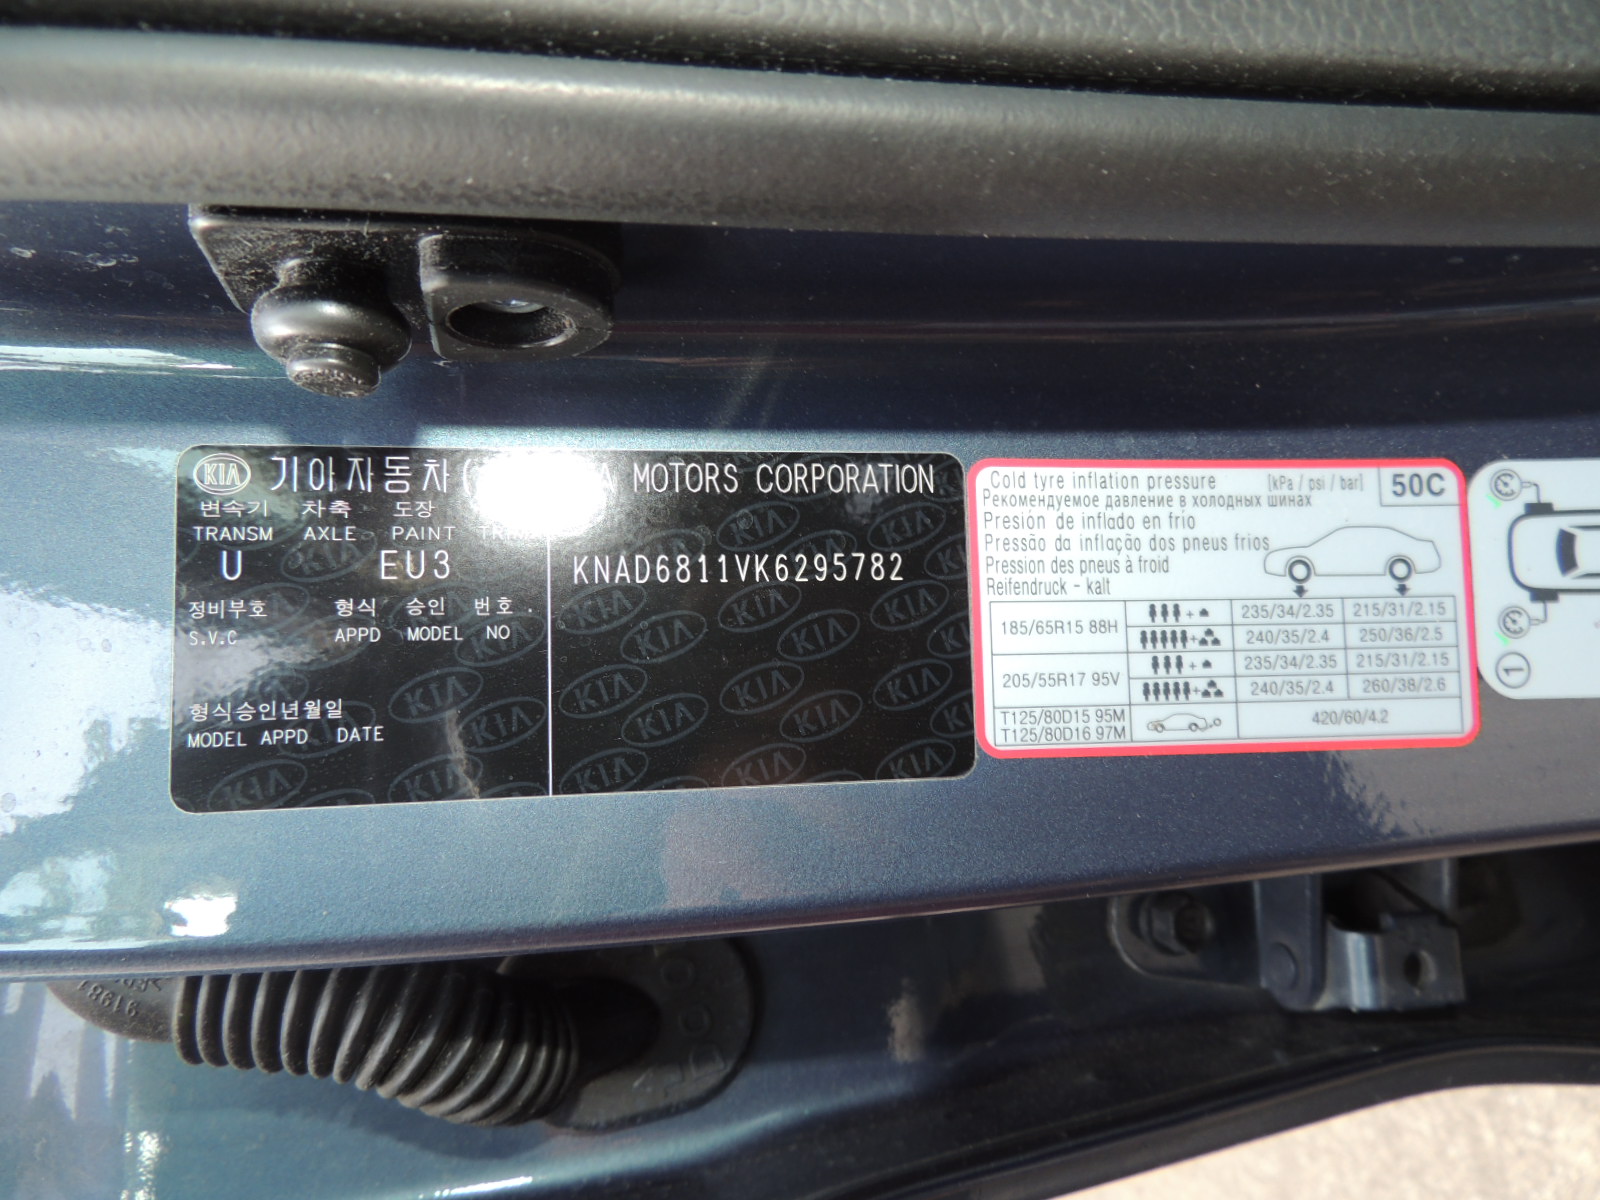 KIA 기아자동차( A MOTORS CORPORATION
변속기 차축 도장
TRANSM AXLE PAINT
U EU3
KNAD6811VK6295782
정비부호 형식 승인 번호.
S.V.C APPD MODEL NO
형식승인년월일
MODEL APPD DATE
Cold tyre inflation pressure [kPa / psi / bar] 50C
Рекомендуемое давление в холодных шинах
Presión de inflado en frío
Pressão da inflação dos pneus frios
Pression des pneus à froid
Reifendruck - kalt
185/65R15 88H + 235/34/2.35 215/31/2.15
+ 240/35/2.4 250/36/2.5
205/55R17 95V + 235/34/2.35 215/31/2.15
+ 240/35/2.4 260/38/2.6
T125/80D15 95M 420/60/4.2
T125/80D16 97M
1
91981